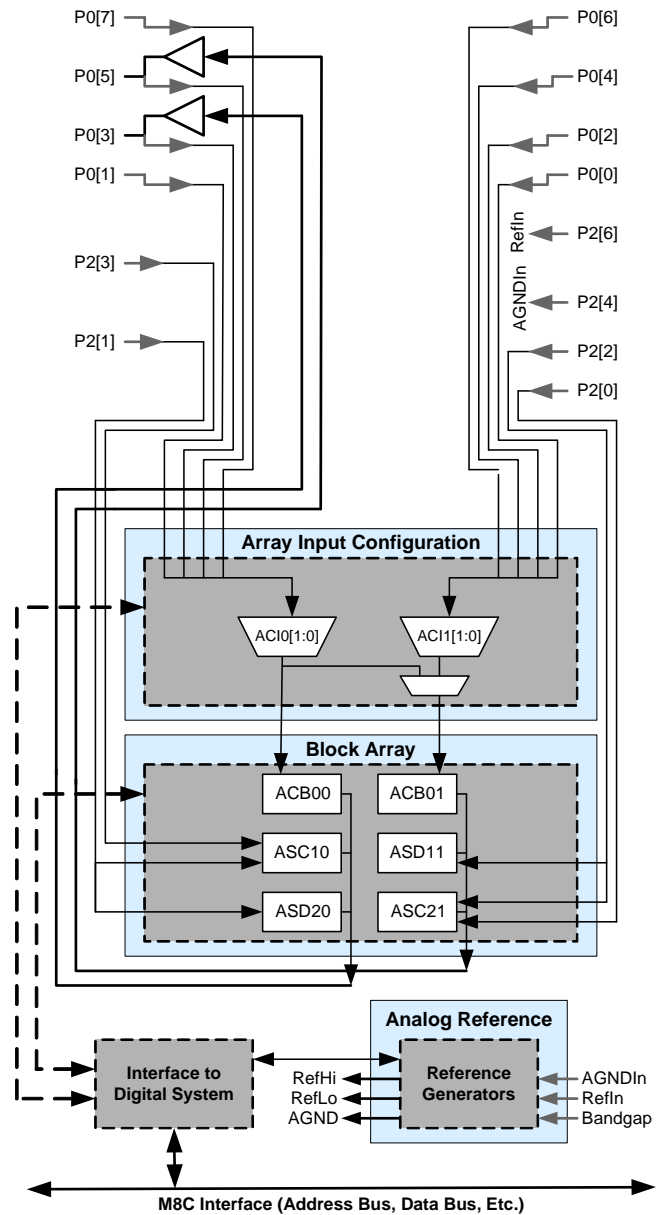 P0[7]
P0[6]
P0[5]
P0[4]
P0[3]
P0[2]
P0[1]
P0[0]
P2[6]
RefIn
P2[3]
AGNDIn
P2[4]
P2[1]
P2[2]
P2[0]
Array Input Configuration
ACI0[1:0]
ACI1[1:0]
Block Array
ACB00
ACB01
ASC10
ASD11
ASD20
ASC21
Analog Reference
Interface to
Digital System
RefHi
RefLo
AGND
Reference
Generators
AGNDIn
RefIn
Bandgap
M8C Interface (Address Bus, Data Bus, Etc.)